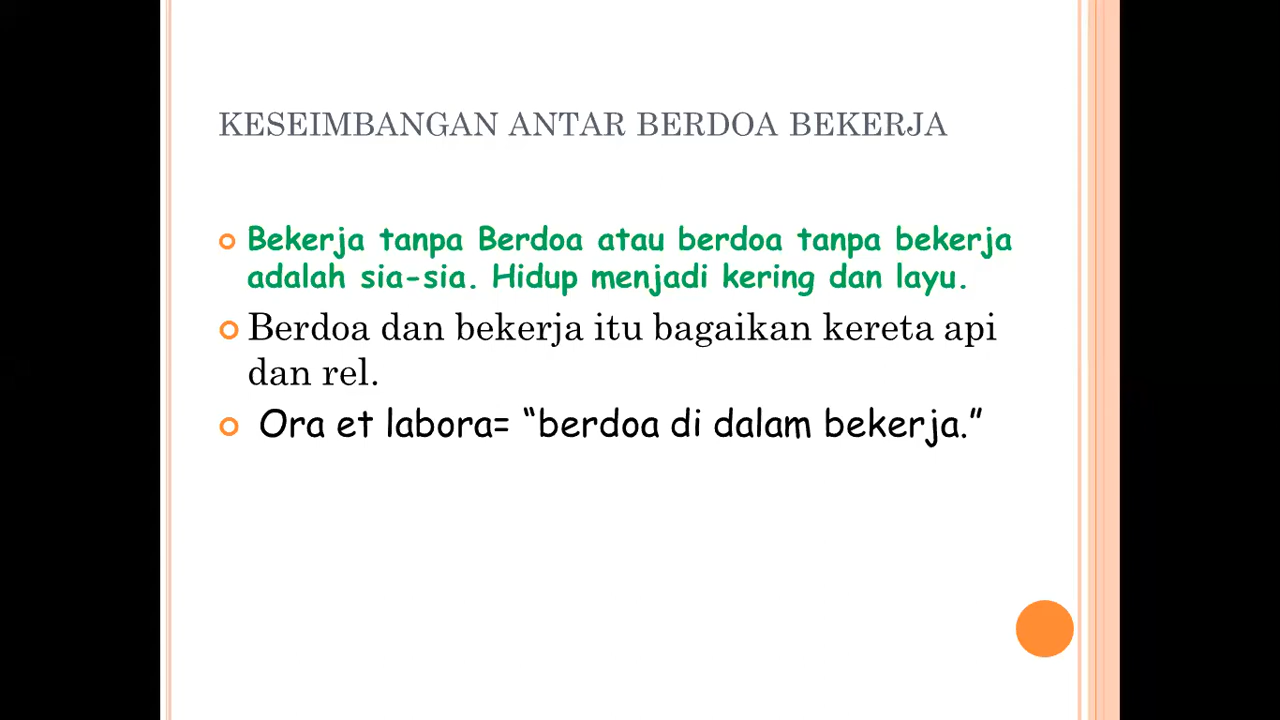 KESEIMBANGAN ANTAR BERDOA BEKERJA
Bekerja tanpa Berdoa atau berdoa tanpa bekerja
adalah sia-sia. Hidup menjadi kering dan layu.
Berdoa dan bekerja itu bagaikan kereta api
dan rel.
Ora et labora= “berdoa di dalam bekerja.”